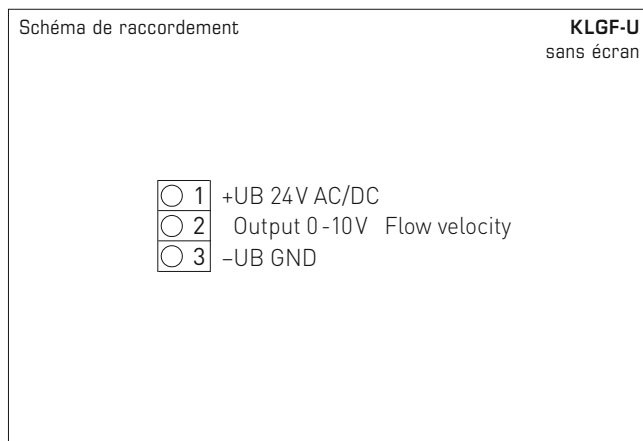 Schéma de raccordement KLGF-U
sans écran
1 +UB 24V AC/DC
2 Output 0-10V Flow velocity
3 –UB GND